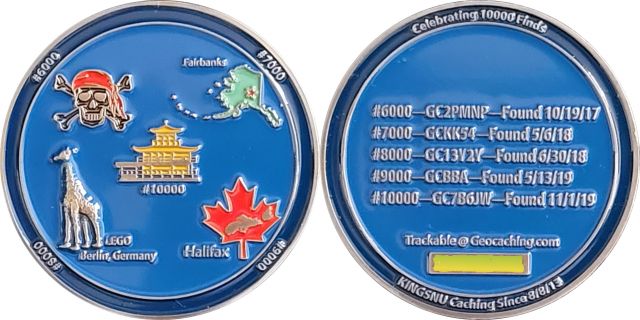 #6000
#7000
Fairbanks
#10000
LEGO
Berlin, Germany
Halifax
#8000
#9000
Celebrating 10000 Finds
#6000—GC2PMNP—Found 10/19/17
#7000—GCKK54—Found 5/6/18
#8000—GC13V2Y—Found 6/30/18
#9000—GCBBA—Found 5/13/19
#10000—GC7B6JW—Found 11/1/19
Trackable @ Geocaching.com
KINGSNU Caching Since 8/8/13